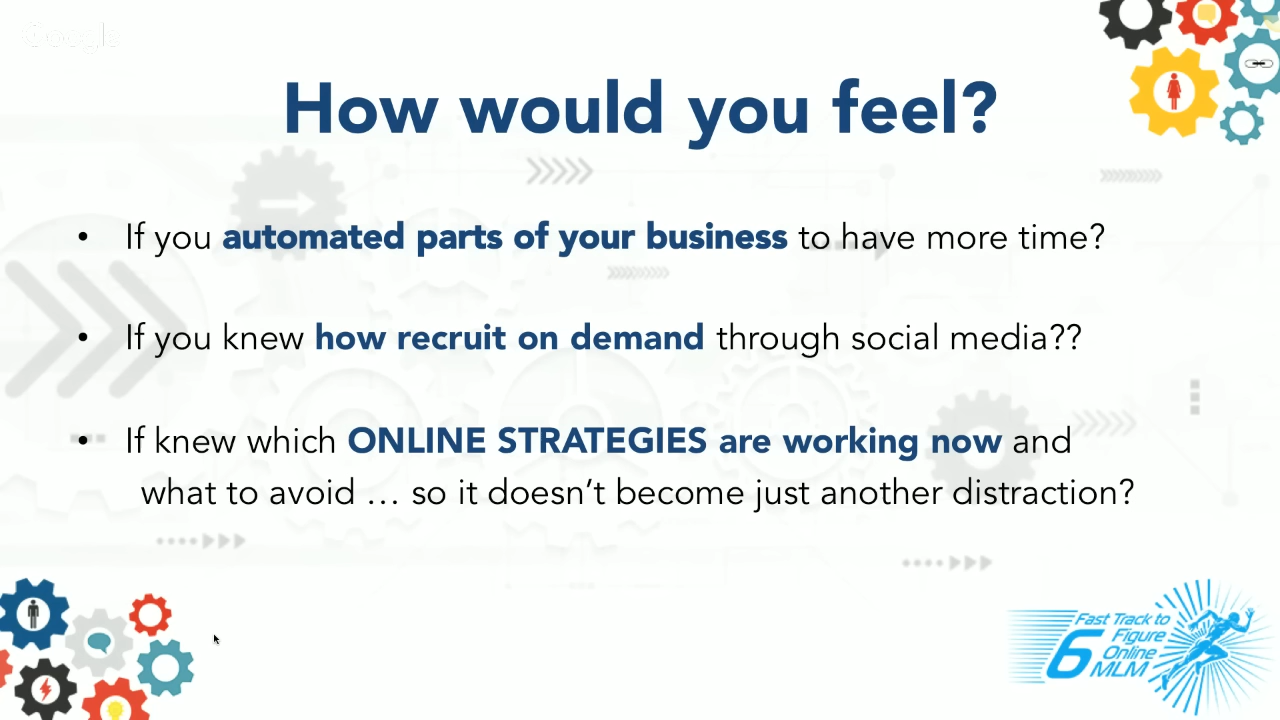 Google
How would you feel?
• If you automated parts of your business to have more time?
• If you knew how recruit on demand through social media??
• If knew which ONLINE STRATEGIES are working now and
what to avoid … so it doesn’t become just another distraction?
Fast Track to
6 Figure
Online
MLM